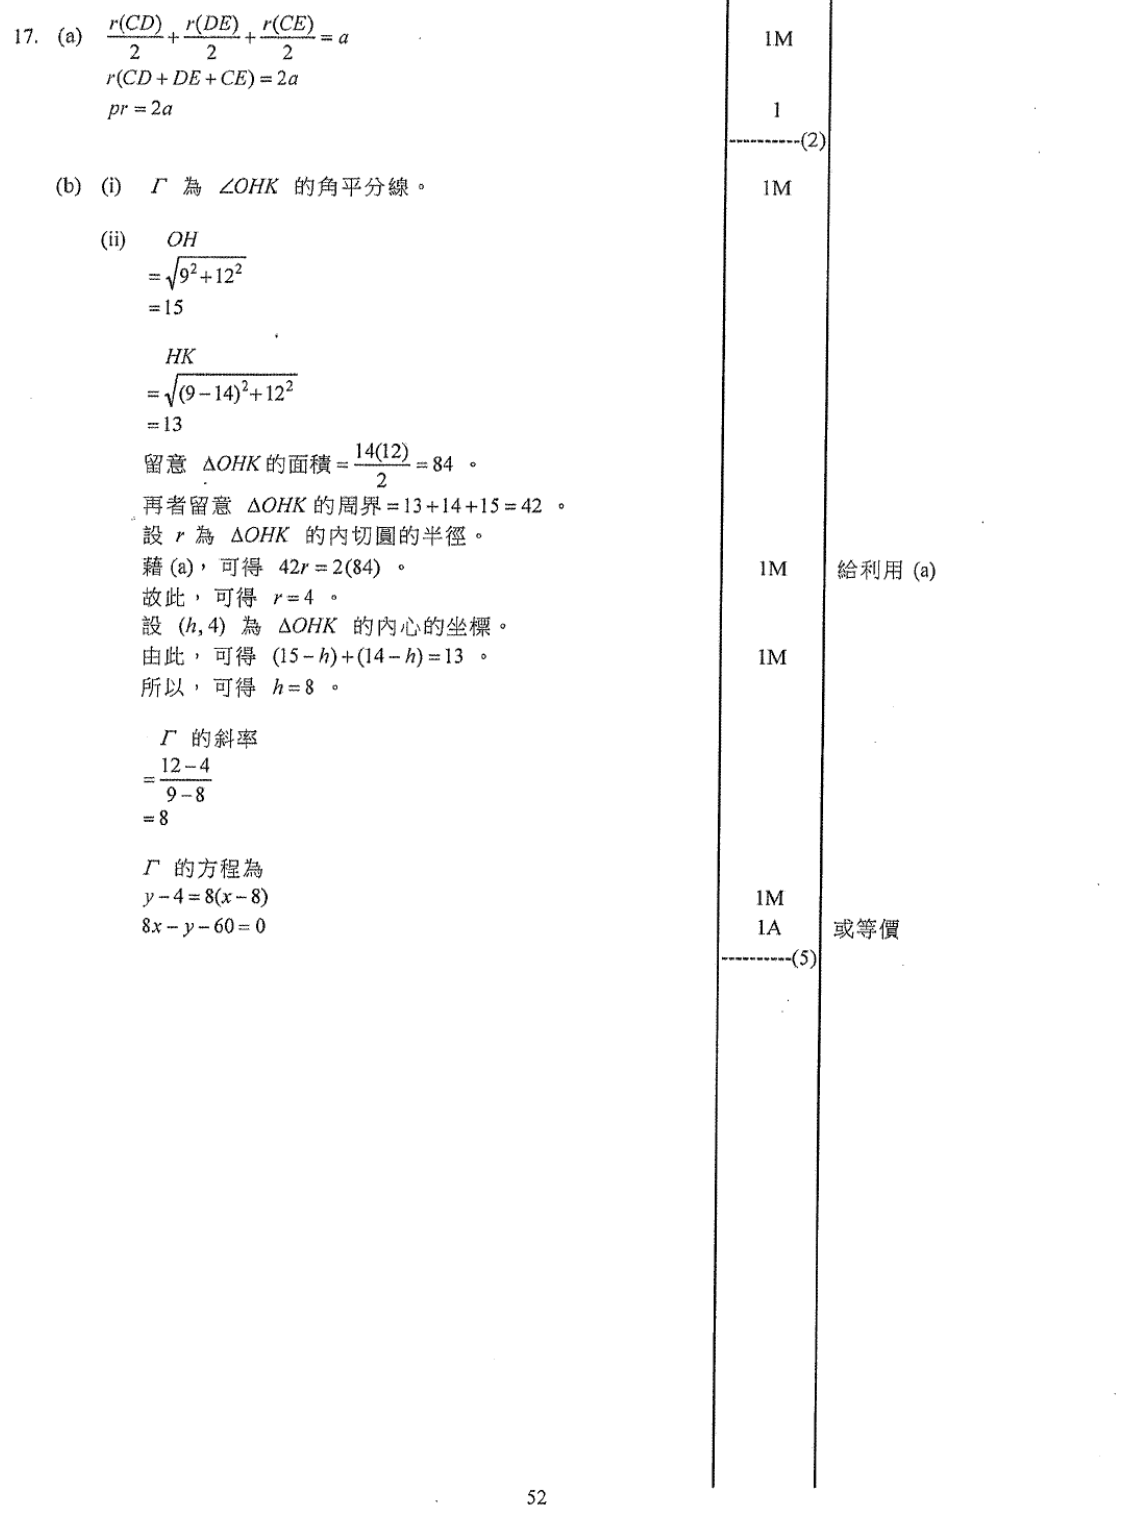 17. (a) r(CD)/2 + r(DE)/2 + r(CE)/2 = a 1M
r(CD + DE + CE) = 2a
pr = 2a 1
----------(2)
(b) (i) Γ 為 ∠OHK 的角平分線。 1M
(ii) OH
= √(9²+12²)
= 15
HK
= √((9−14)²+12²)
= 13
留意 ΔOHK 的面積 = 14(12)/2 = 84 。
再者留意 ΔOHK 的周界 = 13+14+15 = 42 。
設 r 為 ΔOHK 的內切圓的半徑。
藉 (a),可得 42r = 2(84) 。 1M 給利用 (a)
故此,可得 r = 4 。
設 (h, 4) 為 ΔOHK 的內心的坐標。
由此,可得 (15−h)+(14−h) = 13 。 1M
所以,可得 h = 8 。
Γ 的斜率
= (12−4)/(9−8)
= 8
Γ 的方程為
y − 4 = 8(x − 8) 1M
8x − y − 60 = 0 1A 或等價
----------(5)
52